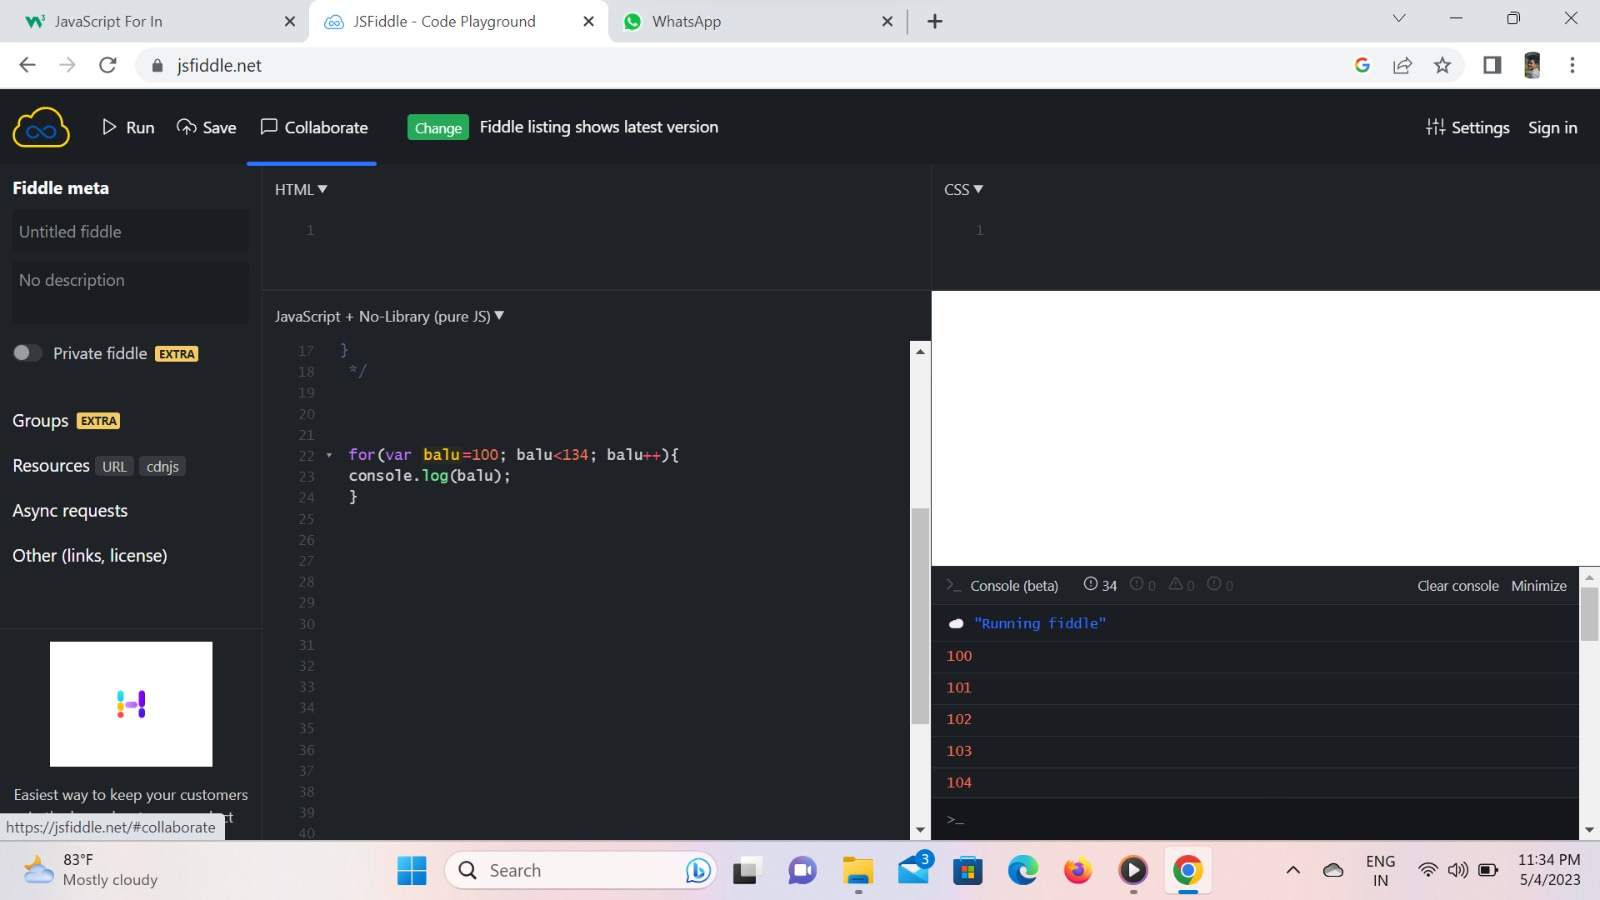 JavaScript For In
JSFiddle - Code Playground
WhatsApp
jsfiddle.net
Run
Save
Collaborate
Change
Fiddle listing shows latest version
Settings
Sign in
Fiddle meta
Untitled fiddle
No description
Private fiddle EXTRA
Groups EXTRA
Resources URL cdnjs
Async requests
Other (links, license)
Easiest way to keep your customers
https://jsfiddle.net/#collaborate
HTML
1
CSS
1
JavaScript + No-Library (pure JS)
17 }
18 */
19
20
21
22 for(var balu=100; balu<134; balu++){
23 console.log(balu);
24 }
25
26
27
28
29
30
31
32
33
34
35
36
37
38
39
40
>_ Console (beta) 34 0 0 0 Clear console Minimize
"Running fiddle"
100
101
102
103
104
>_
83°F
Mostly cloudy
Search
3
ENG
IN
11:34 PM
5/4/2023